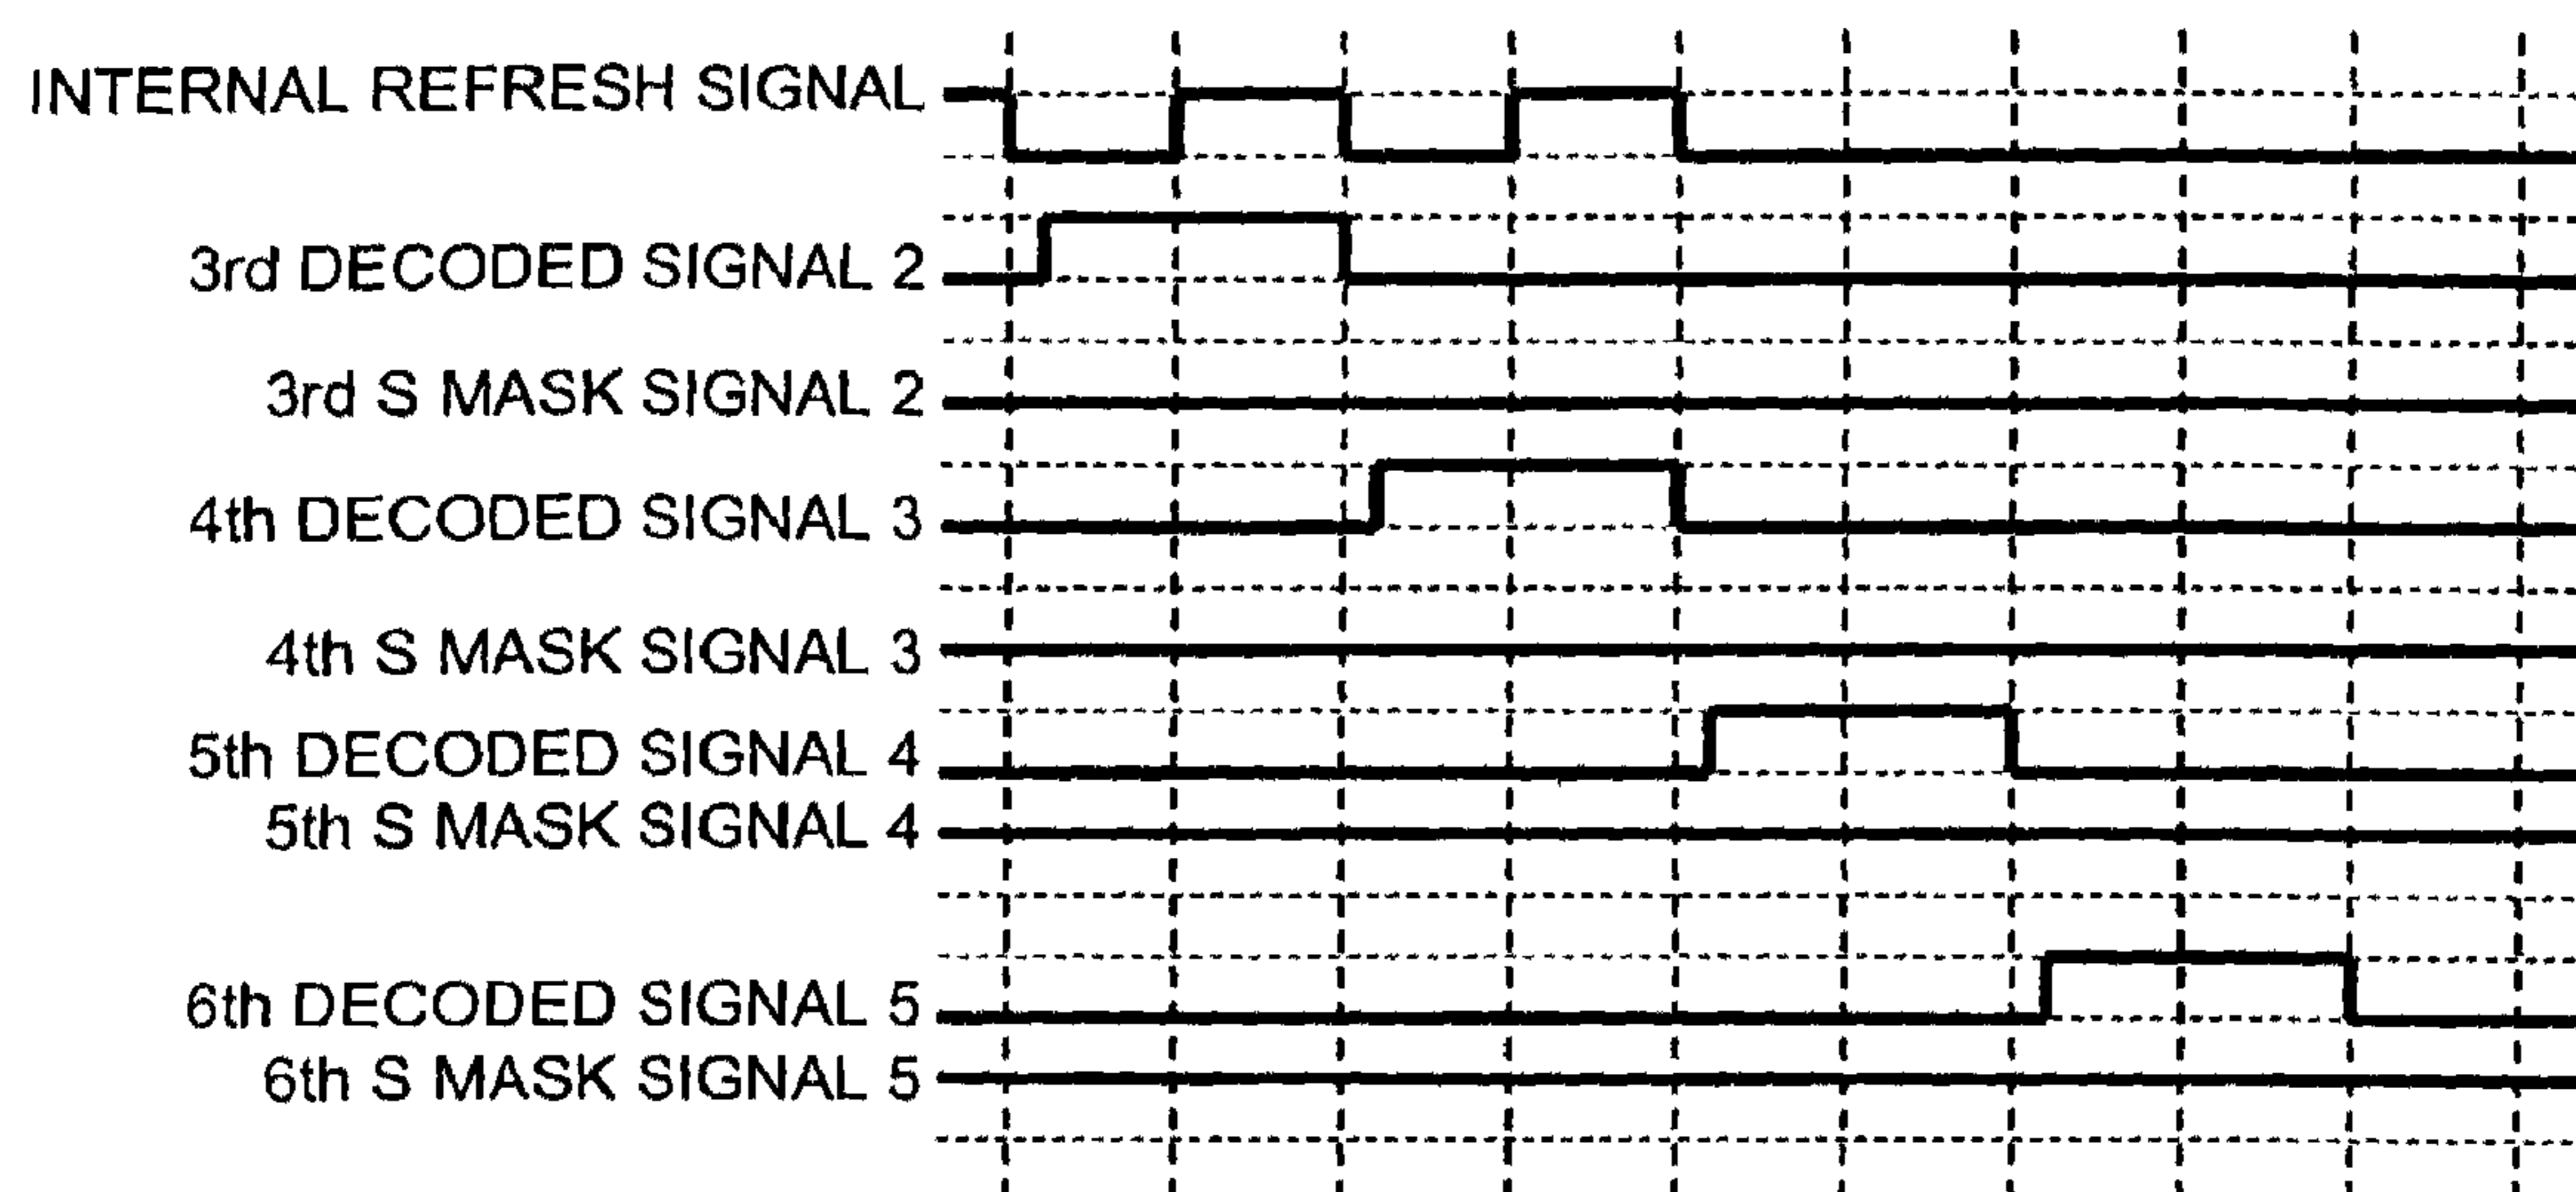 INTERNAL REFRESH SIGNAL
3rd DECODED SIGNAL 2
3rd S MASK SIGNAL 2
4th DECODED SIGNAL 3
4th S MASK SIGNAL 3
5th DECODED SIGNAL 4
5th S MASK SIGNAL 4
6th DECODED SIGNAL 5
6th S MASK SIGNAL 5